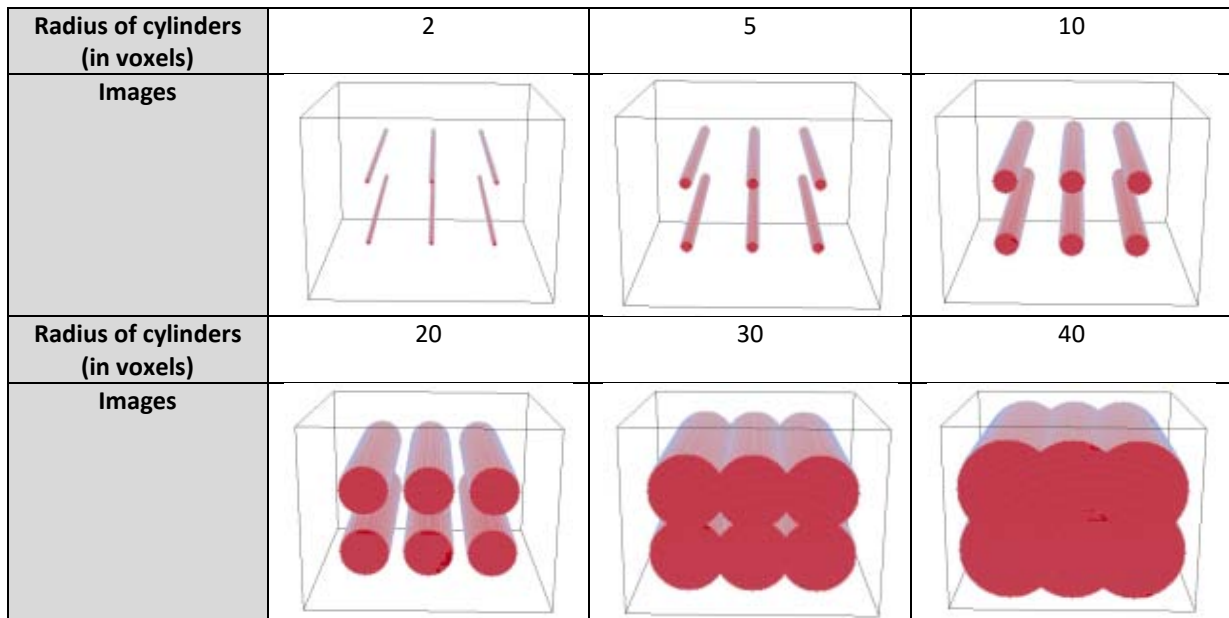 Radius of cylinders
(in voxels)
2
5
10
Images
Radius of cylinders
(in voxels)
20
30
40
Images